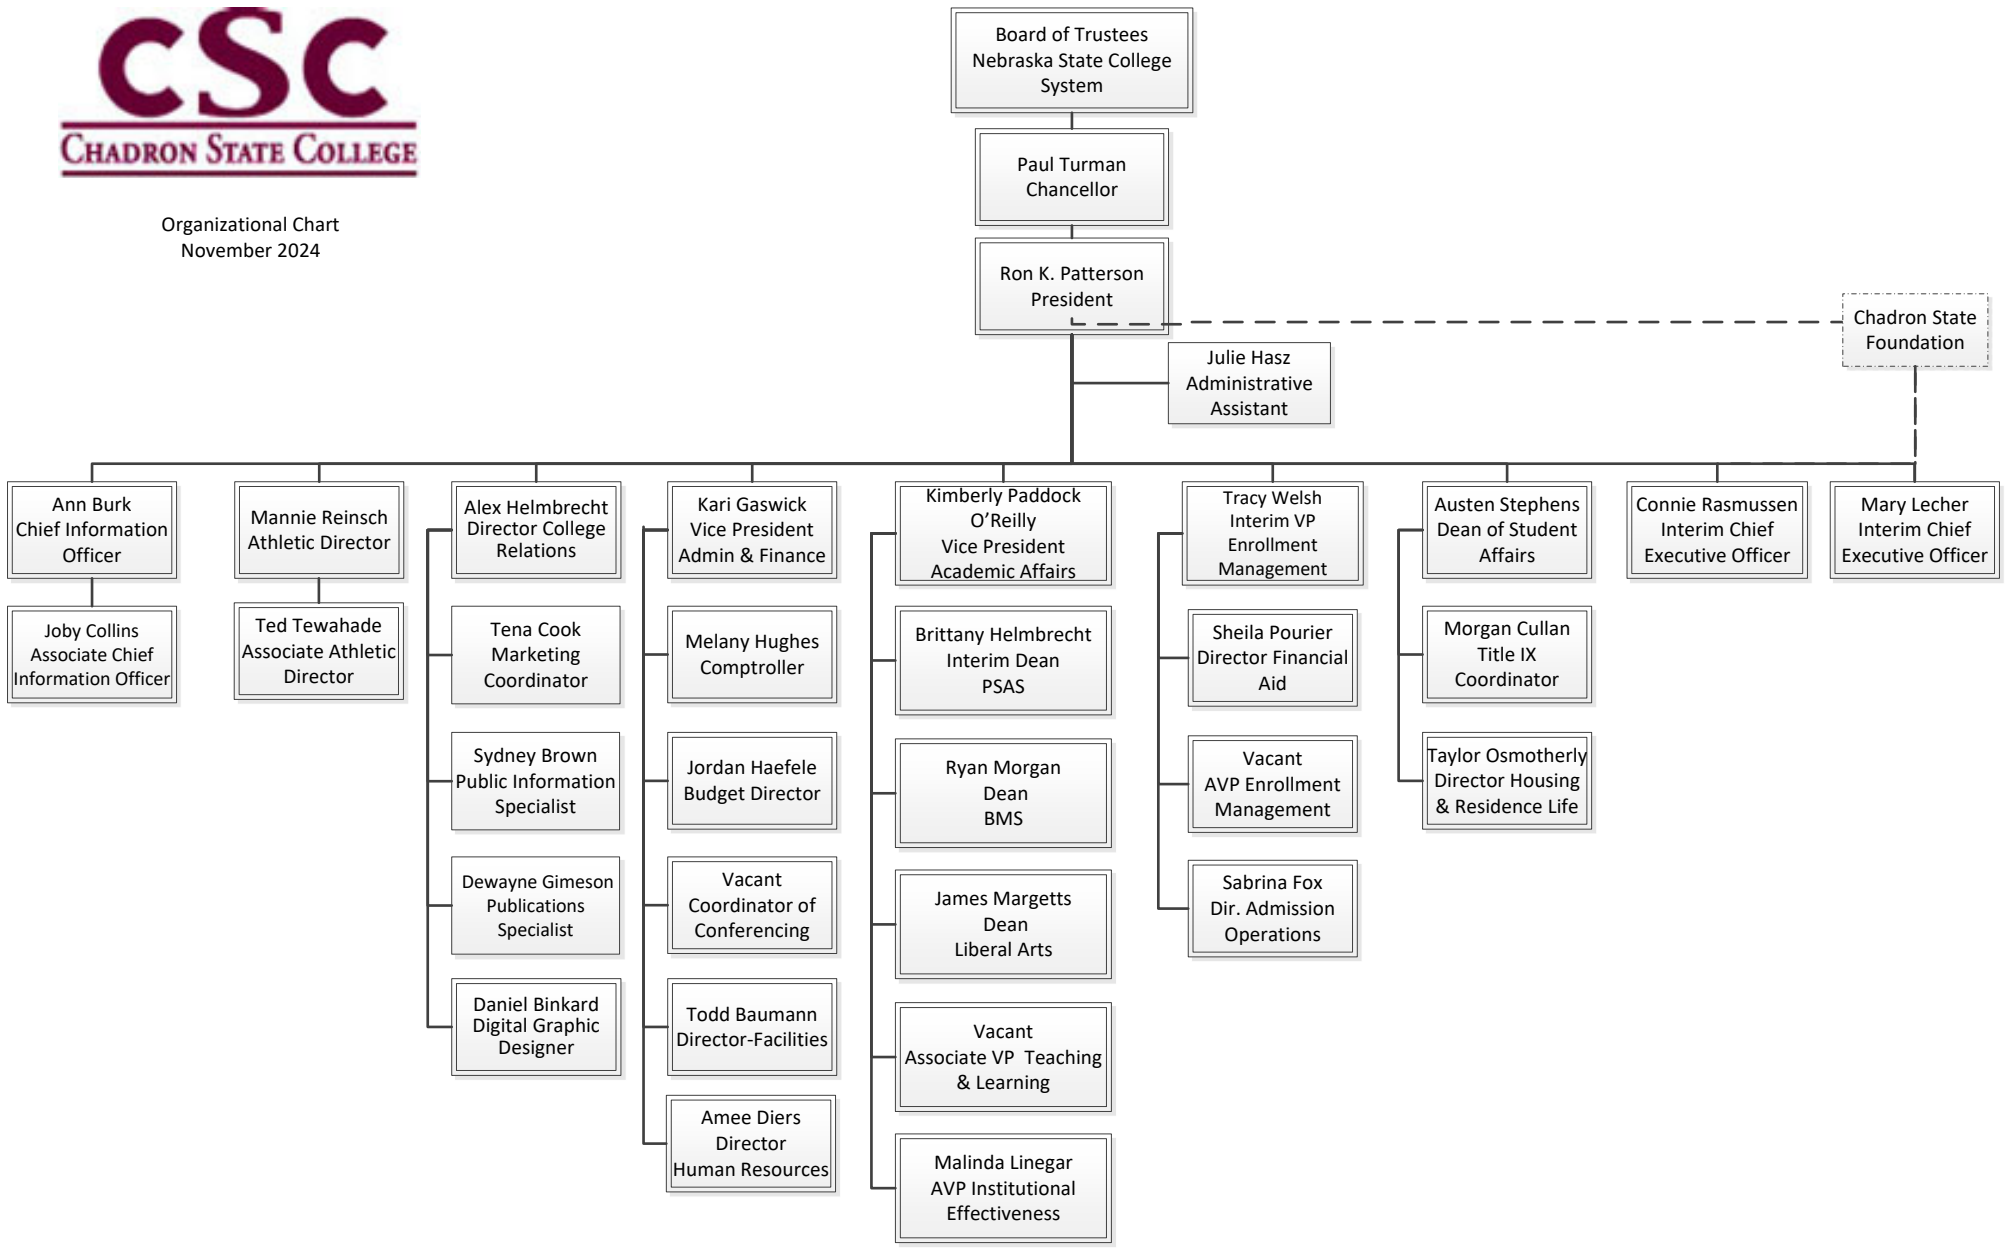 CSC
CHADRON STATE COLLEGE
Organizational Chart
November 2024
Board of Trustees
Nebraska State College
System
Paul Turman
Chancellor
Ron K. Patterson
President
Chadron State
Foundation
Julie Hasz
Administrative
Assistant
Ann Burk
Chief Information
Officer
Joby Collins
Associate Chief
Information Officer
Mannie Reinsch
Athletic Director
Ted Tewahade
Associate Athletic
Director
Alex Helmbrecht
Director College
Relations
Tena Cook
Marketing
Coordinator
Sydney Brown
Public Information
Specialist
Dewayne Gimeson
Publications
Specialist
Daniel Binkard
Digital Graphic
Designer
Kari Gaswick
Vice President
Admin & Finance
Melany Hughes
Comptroller
Jordan Haefele
Budget Director
Vacant
Coordinator of
Conferencing
Todd Baumann
Director-Facilities
Amee Diers
Director
Human Resources
Kimberly Paddock
O’Reilly
Vice President
Academic Affairs
Brittany Helmbrecht
Interim Dean
PSAS
Ryan Morgan
Dean
BMS
James Margetts
Dean
Liberal Arts
Vacant
Associate VP Teaching
& Learning
Malinda Linegar
AVP Institutional
Effectiveness
Tracy Welsh
Interim VP
Enrollment
Management
Sheila Pourier
Director Financial
Aid
Vacant
AVP Enrollment
Management
Sabrina Fox
Dir. Admission
Operations
Austen Stephens
Dean of Student
Affairs
Morgan Cullan
Title IX
Coordinator
Taylor Osmotherly
Director Housing
& Residence Life
Connie Rasmussen
Interim Chief
Executive Officer
Mary Lecher
Interim Chief
Executive Officer